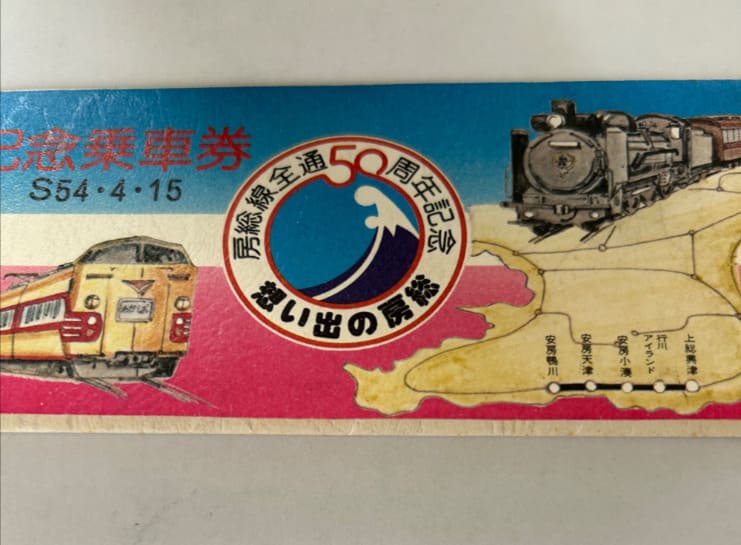 記念乗車券
S54・4・15
房総線全通50周年記念
想い出の房総
安房鴨川
安房天津
安房小湊
行川
アイランド
上総興津